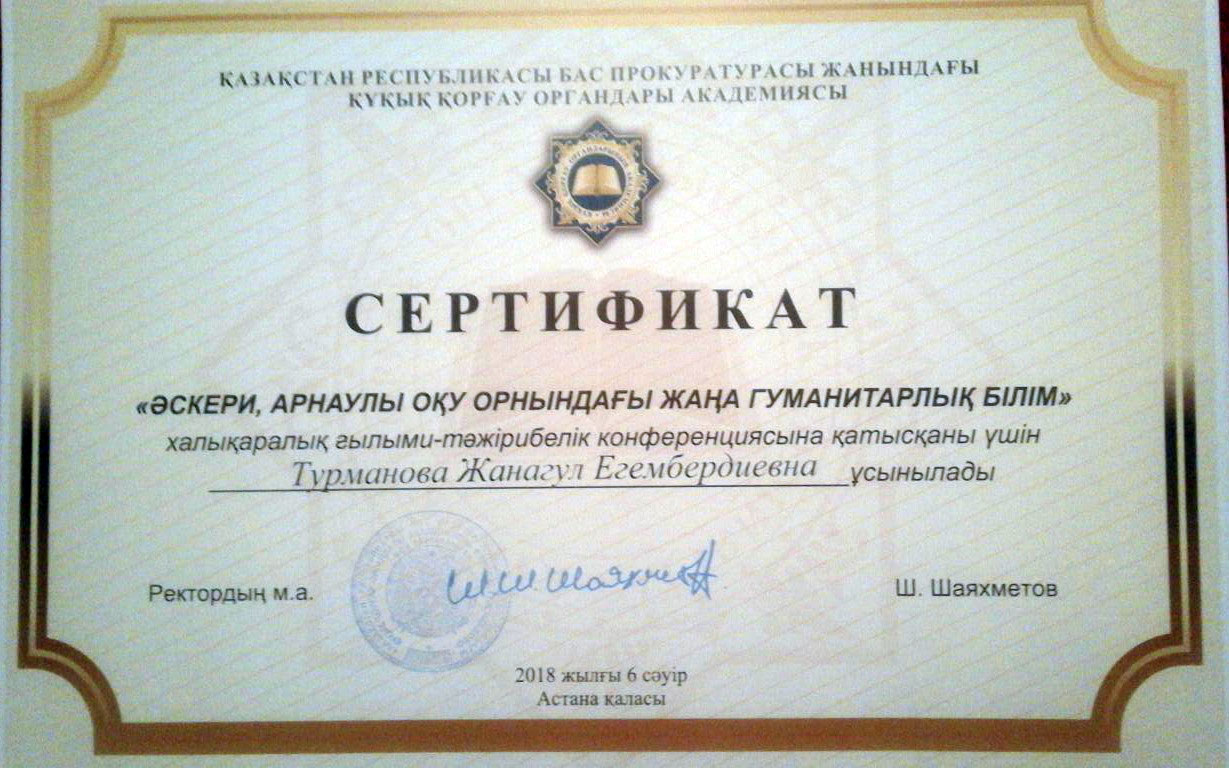 ҚАЗАҚСТАН РЕСПУБЛИКАСЫ БАС ПРОКУРАТУРАСЫ ЖАНЫНДАҒЫ
ҚҰҚЫҚ ҚОРҒАУ ОРГАНДАРЫ АКАДЕМИЯСЫ
СЕРТИФИКАТ
«ӘСКЕРИ, АРНАУЛЫ ОҚУ ОРНЫНДАҒЫ ЖАҢА ГУМАНИТАРЛЫҚ БІЛІМ»
халықаралық ғылыми-тәжірибелік конференциясына қатысқаны үшін
Турманова Жанагул Егембердиевна ұсынылады
Ректордың м.а.
Ш. Шаяхметов
2018 жылғы 6 сәуір
Астана қаласы